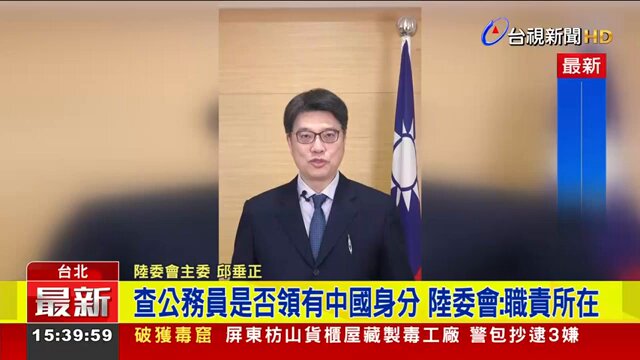 台視新聞HD
最新
台北
陸委會主委 邱垂正
最新
查公務員是否領有中國身分 陸委會:職責所在
15:39:59
破獲毒窟 屏東枋山貨櫃屋藏製毒工廠 警包抄逮3嫌